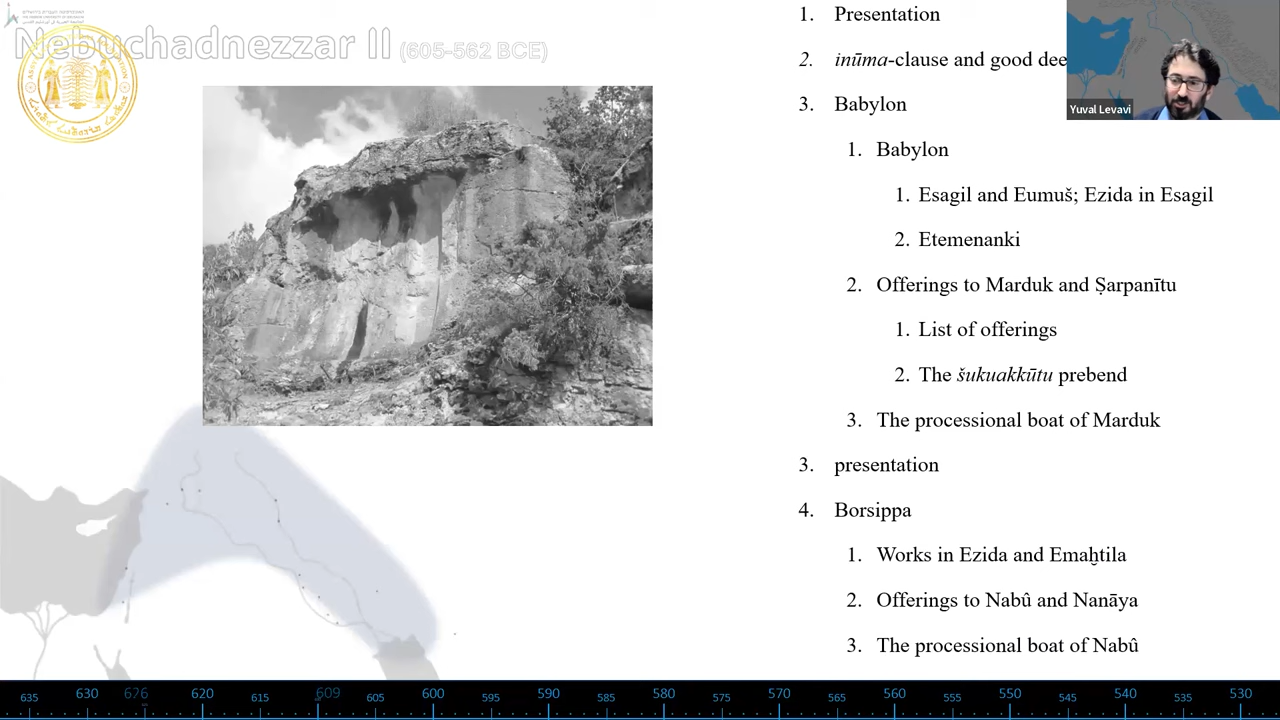 Nebuchadnezzar II (605-562 BCE)
1. Presentation
2. inūma-clause and good dee
3. Babylon
1. Babylon
1. Esagil and Eumuš; Ezida in Esagil
2. Etemenanki
2. Offerings to Marduk and Ṣarpanītu
1. List of offerings
2. The šukuakkūtu prebend
3. The processional boat of Marduk
3. presentation
4. Borsippa
1. Works in Ezida and Emaḫtila
2. Offerings to Nabû and Nanāya
3. The processional boat of Nabû
Yuval Levavi
635 630 626 620 615 609 605 600 595 590 585 580 575 570 565 560 555 550 545 540 535 530